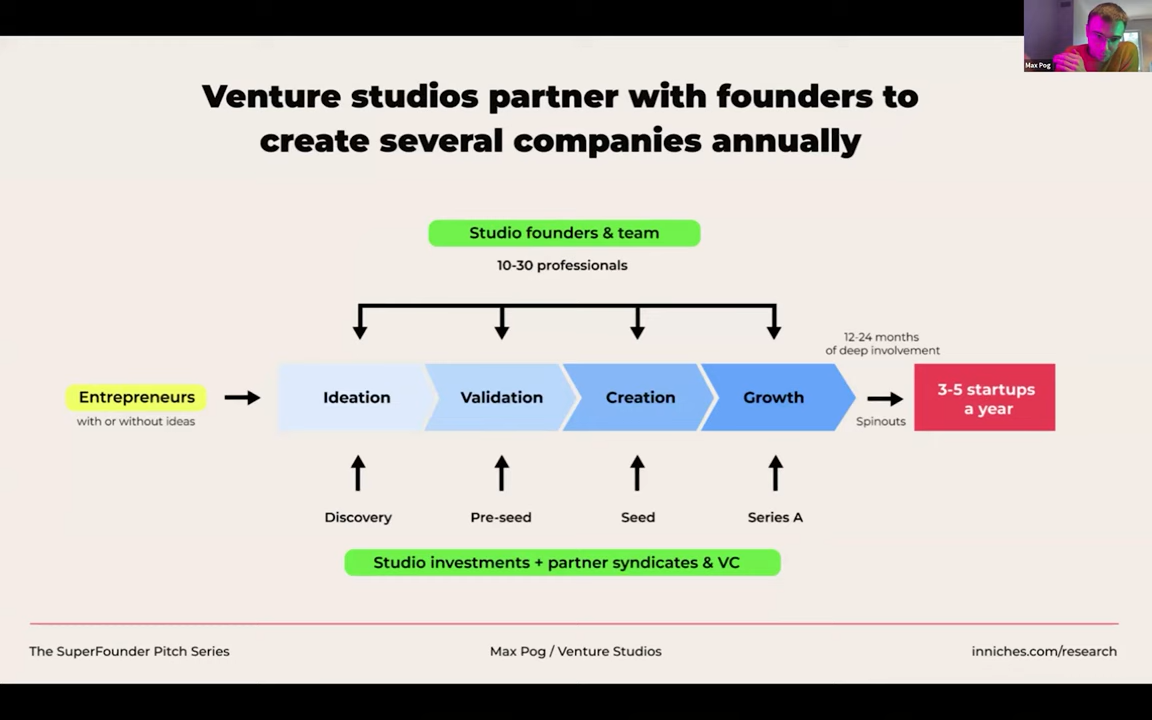 Max Pog
Venture studios partner with founders to
create several companies annually
Studio founders & team
10-30 professionals
12-24 months
of deep involvement
Entrepreneurs
with or without ideas
Ideation
Validation
Creation
Growth
Spinouts
3-5 startups
a year
Discovery
Pre-seed
Seed
Series A
Studio investments + partner syndicates & VC
The SuperFounder Pitch Series
Max Pog / Venture Studios
inniches.com/research